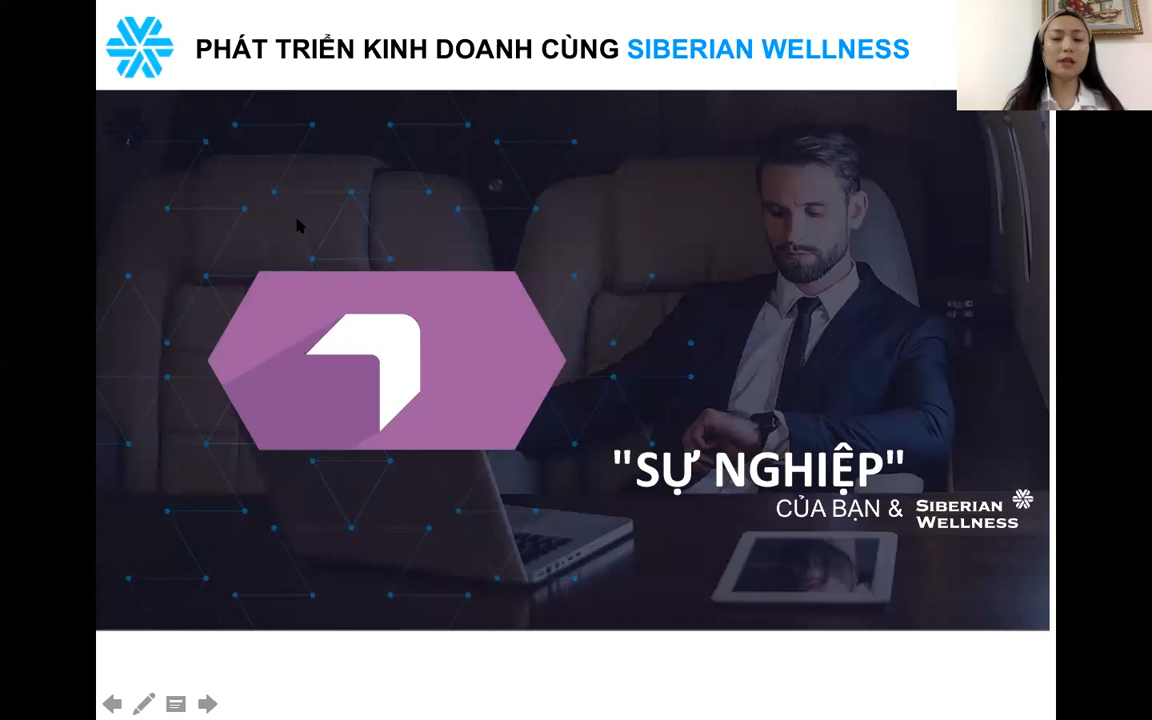 PHÁT TRIỂN KINH DOANH CÙNG SIBERIAN WELLNESS
"SỰ NGHIỆP"
CỦA BẠN & SIBERIAN
WELLNESS